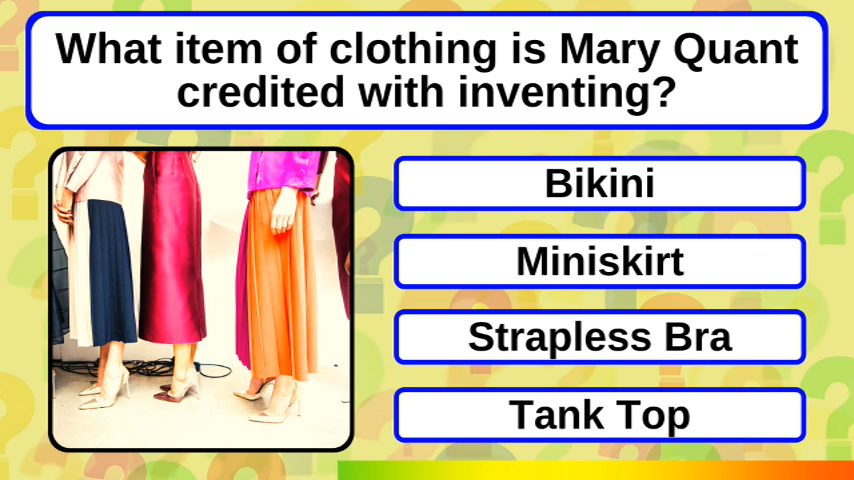 What item of clothing is Mary Quant
credited with inventing?
Bikini
Miniskirt
Strapless Bra
Tank Top